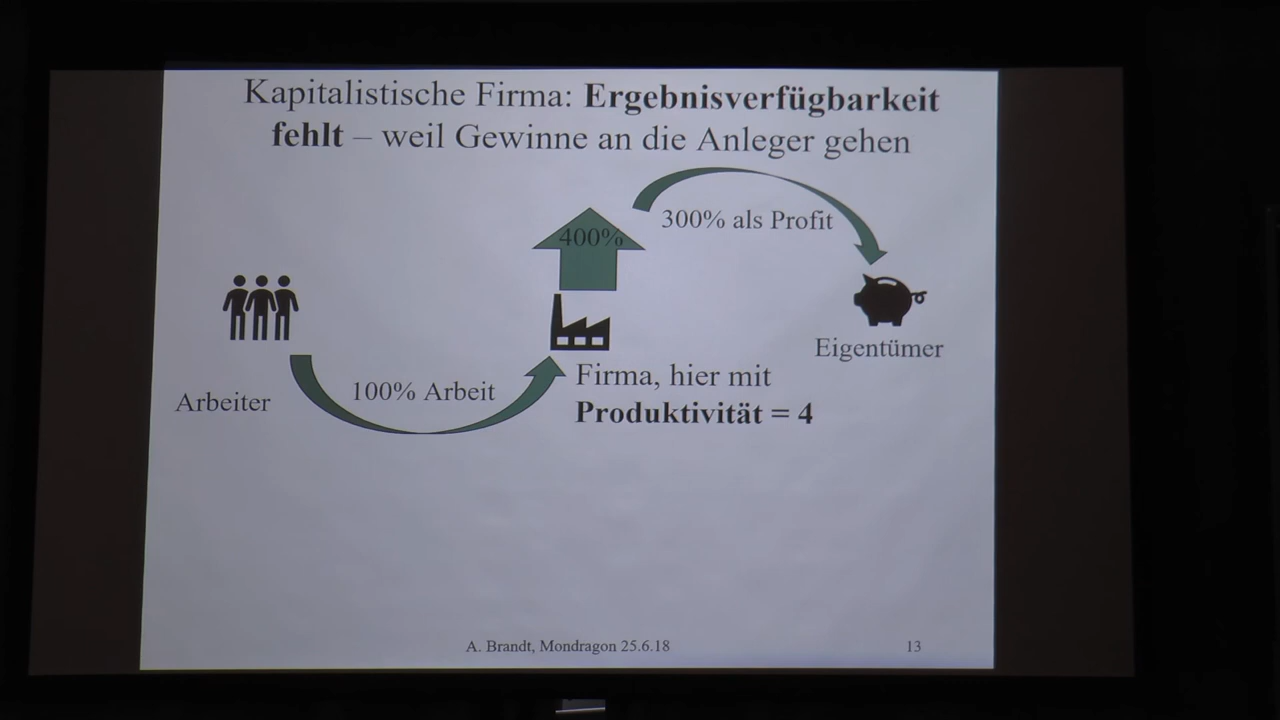 Kapitalistische Firma: Ergebnisverfügbarkeit
fehlt – weil Gewinne an die Anleger gehen
400%
300% als Profit
Eigentümer
Arbeiter
100% Arbeit
Firma, hier mit
Produktivität = 4
A. Brandt, Mondragon 25.6.18
13